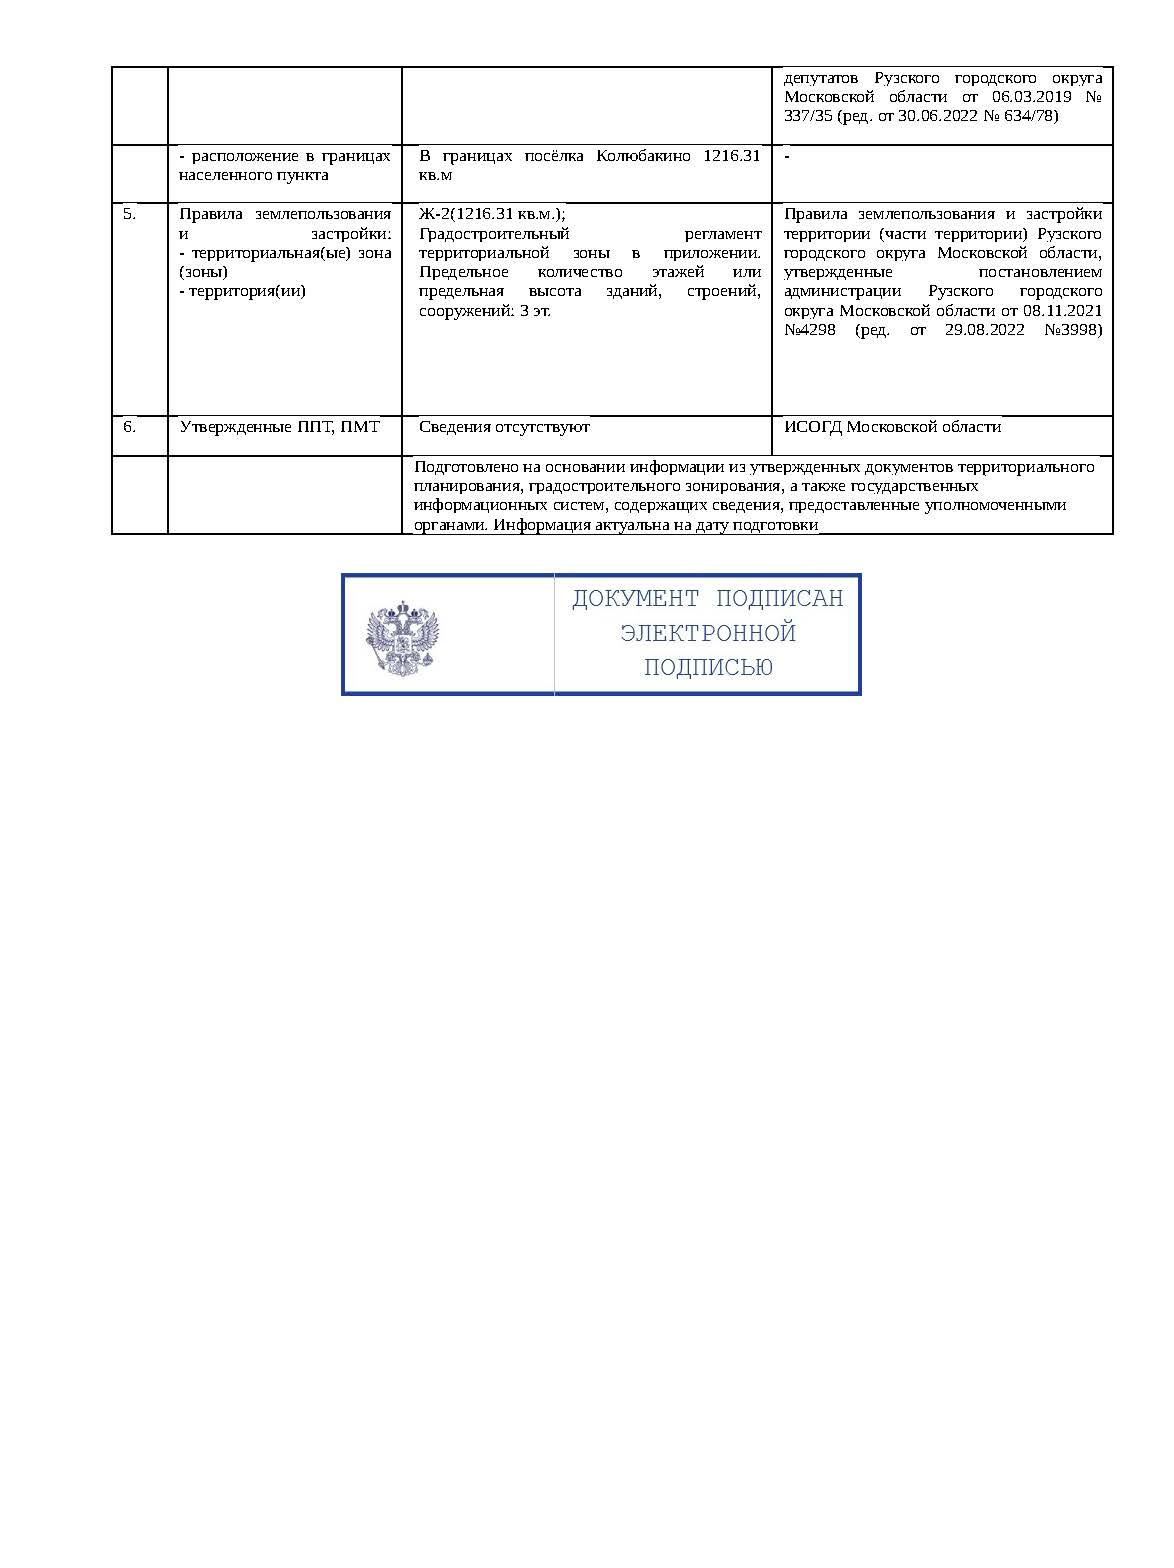 депутатов Рузского городского округа
Московской области от 06.03.2019 №
337/35 (ред. от 30.06.2022 № 634/78)
- расположение в границах
населенного пункта
В границах посёлка Колюбакино 1216.31
кв.м
-
5.
Правила землепользования
и застройки:
- территориальная(ые) зона
(зоны)
- территория(ии)
Ж-2(1216.31 кв.м.);
Градостроительный регламент
территориальной зоны в приложении.
Предельное количество этажей или
предельная высота зданий, строений,
сооружений: 3 эт.
Правила землепользования и застройки
территории (части территории) Рузского
городского округа Московской области,
утвержденные постановлением
администрации Рузского городского
округа Московской области от 08.11.2021
№4298 (ред. от 29.08.2022 №3998)
6.
Утвержденные ППТ, ПМТ
Сведения отсутствуют
ИСОГД Московской области
Подготовлено на основании информации из утвержденных документов территориального
планирования, градостроительного зонирования, а также государственных
информационных систем, содержащих сведения, предоставленные уполномоченными
органами. Информация актуальна на дату подготовки
ДОКУМЕНТ ПОДПИСАН
ЭЛЕКТРОННОЙ
ПОДПИСЬЮ